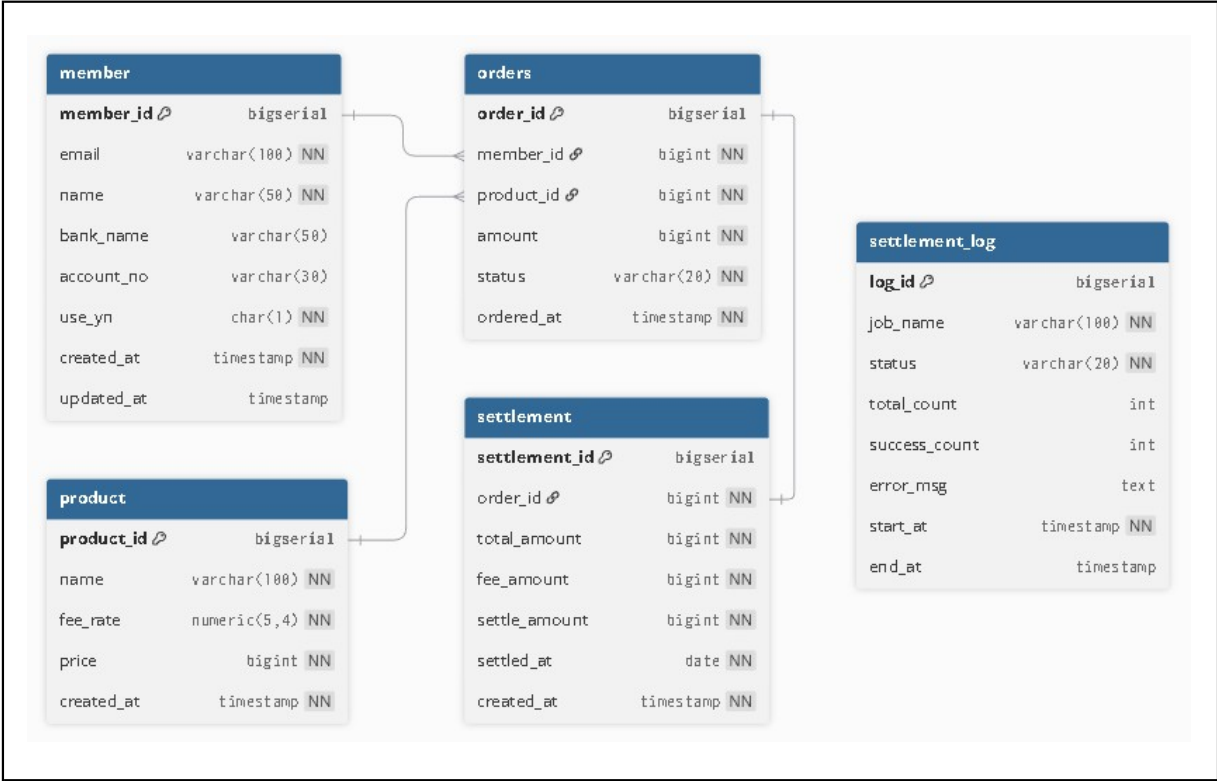 member
member_id bigserial
email varchar(100) NN
name varchar(50) NN
bank_name varchar(50)
account_no varchar(30)
use_yn char(1) NN
created_at timestamp NN
updated_at timestamp
product
product_id bigserial
name varchar(100) NN
fee_rate numeric(5,4) NN
price bigint NN
created_at timestamp NN
orders
order_id bigserial
member_id bigint NN
product_id bigint NN
amount bigint NN
status varchar(20) NN
ordered_at timestamp NN
settlement
settlement_id bigserial
order_id bigint NN
total_amount bigint NN
fee_amount bigint NN
settle_amount bigint NN
settled_at date NN
created_at timestamp NN
settlement_log
log_id bigserial
job_name varchar(100) NN
status varchar(20) NN
total_count int
success_count int
error_msg text
start_at timestamp NN
end_at timestamp